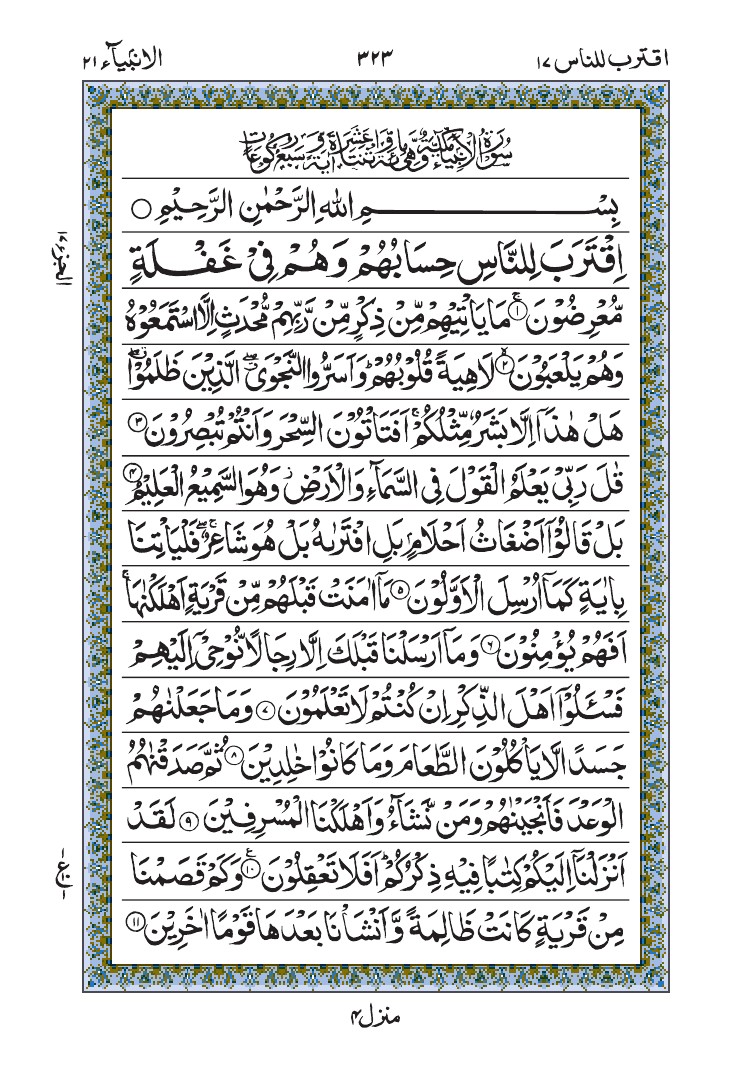 اقترب للناس ۱۷
۳۲۳
الانبیآء ۲۱
سُوۡرَةُ الۡاَنۡۢبِيَآءِ مَكِّيَّةٌ وَّهِىَ مِائَةٌ وَّاثۡنَتَا عَشَرَةَ اٰيَةً وَّسَبۡعُ رُكُوۡعَاتٍ
بِسۡمِ اللّٰهِ الرَّحۡمٰنِ الرَّحِيۡمِ ○
اِقۡتَرَبَ لِلنَّاسِ حِسَابُهُمۡ وَهُمۡ فِىۡ غَفۡلَةٍ
مُّعۡرِضُوۡنَ‌ۚ‏ ﴿۱﴾ مَا يَاۡتِيۡهِمۡ مِّنۡ ذِكۡرٍ مِّنۡ رَّبِّهِمۡ مُّحۡدَثٍ اِلَّا اسۡتَمَعُوۡهُ
وَهُمۡ يَلۡعَبُوۡنَۙ‏ ﴿۲﴾ لَاهِيَةً قُلُوۡبُهُمۡ‌ؕ وَاَسَرُّوا النَّجۡوَى‌ۖ الَّذِيۡنَ ظَلَمُوۡا‌ۖ
هَلۡ هٰذَاۤ اِلَّا بَشَرٌ مِّثۡلُكُمۡ‌ۚ اَفَتَاۡتُوۡنَ السِّحۡرَ وَاَنۡتُمۡ تُبۡصِرُوۡنَ‏ ﴿۳﴾
قٰلَ رَبِّىۡ يَعۡلَمُ الۡقَوۡلَ فِى السَّمَآءِ وَالۡاَرۡضِ‌ وَهُوَ السَّمِيۡعُ الۡعَلِيۡمُ‏ ﴿۴﴾
بَلۡ قَالُوۡۤا اَضۡغَاثُ اَحۡلَامٍۢ بَلِ افۡتَرٰٮهُ بَلۡ هُوَ شَاعِرٌ ‌ۖۚ فَلۡيَاۡتِنَا
بِاٰيَةٍ كَمَاۤ اُرۡسِلَ الۡاَوَّلُوۡنَ‏ ﴿۵﴾ مَاۤ اٰمَنَتۡ قَبۡلَهُمۡ مِّنۡ قَرۡيَةٍ اَهۡلَكۡنٰهَا‌ۚ
اَفَهُمۡ يُؤۡمِنُوۡنَ‏ ﴿۶﴾ وَمَاۤ اَرۡسَلۡنَا قَبۡلَكَ اِلَّا رِجَالًا نُّوۡحِىۡۤ اِلَيۡهِمۡ
فَسۡـَٔلُوۡۤا اَهۡلَ الذِّكۡرِ اِنۡ كُنۡتُمۡ لَا تَعۡلَمُوۡنَ‏ ﴿۷﴾ وَمَا جَعَلۡنٰهُمۡ
جَسَدًا لَّا يَاۡكُلُوۡنَ الطَّعَامَ وَمَا كَانُوۡا خٰلِدِيۡنَ‏ ﴿۸﴾ ثُمَّ صَدَقۡنٰهُمُ
الۡوَعۡدَ فَاَنۡجَيۡنٰهُمۡ وَمَنۡ نَّشَآءُ وَاَهۡلَكۡنَا الۡمُسۡرِفِيۡنَ‏ ﴿۹﴾ لَقَدۡ
اَنۡزَلۡنَاۤ اِلَيۡكُمۡ كِتٰبًا فِيۡهِ ذِكۡرُكُمۡ‌ؕ اَفَلَا تَعۡقِلُوۡنَ‏ۚ ﴿۱۰﴾ وَكَمۡ قَصَمۡنَا
مِنۡ قَرۡيَةٍ كَانَتۡ ظَالِمَةً وَّاَنۡشَاۡنَا بَعۡدَهَا قَوۡمًا اٰخَرِيۡنَ‏ ﴿۱۱﴾
الجزء ۱۷
ع
منزل ۴